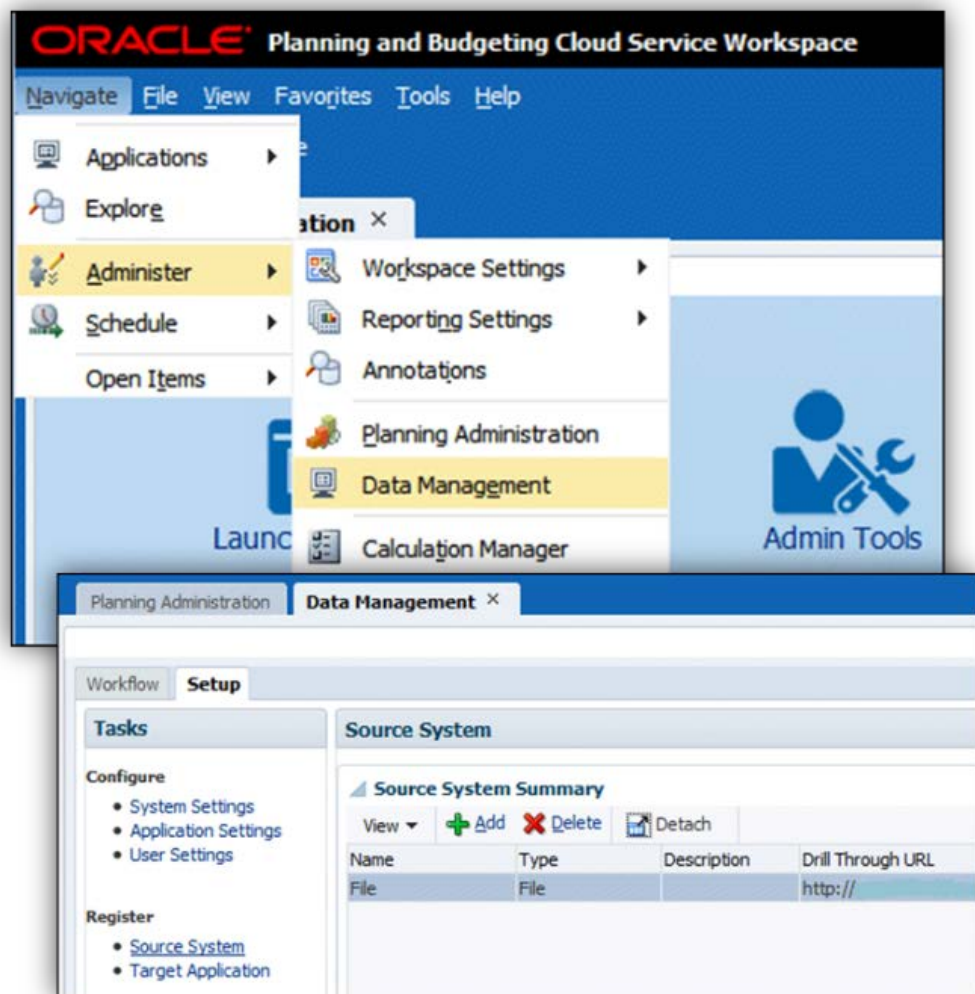 ORACLE® Planning and Budgeting Cloud Service Workspace
Navigate File View Favorites Tools Help
Applications
Explore
ation ×
Administer
Workspace Settings
Schedule
Reporting Settings
Open Items
Annotations
Planning Administration
Data Management
Launc
Calculation Manager
Admin Tools
Planning Administration Data Management ×
Workflow Setup
Tasks
Source System
Configure
• System Settings
• Application Settings
• User Settings
Source System Summary
View Add Delete Detach
Name Type Description Drill Through URL
File File http://
Register
• Source System
• Target Application